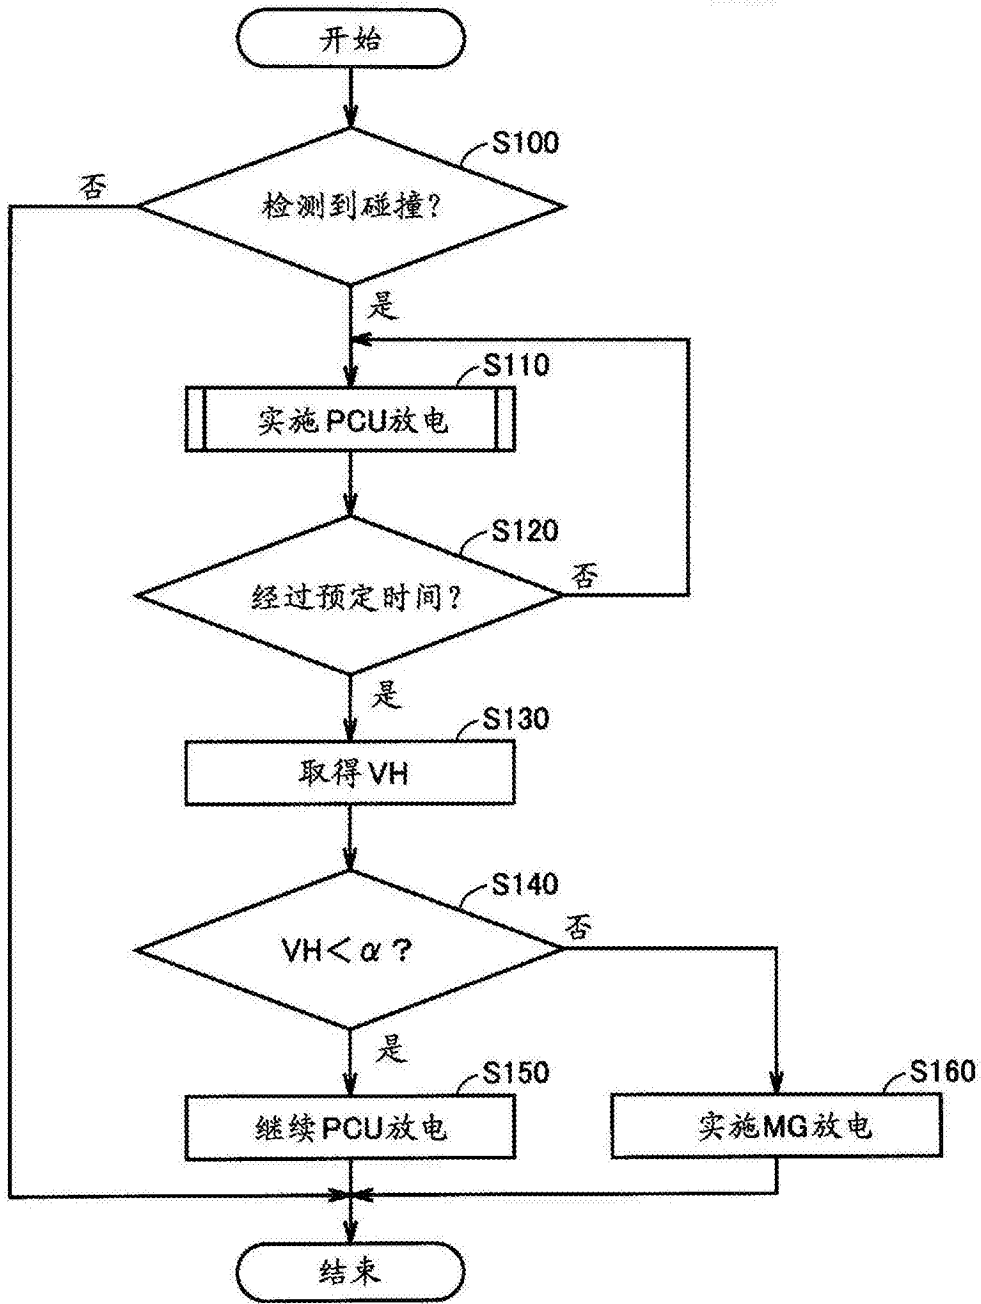 开始
S100
否
检测到碰撞?
是
S110
实施PCU放电
S120
否
经过预定时间?
是
S130
取得VH
S140
否
VH<α?
是
S150
S160
继续PCU放电
实施MG放电
结束